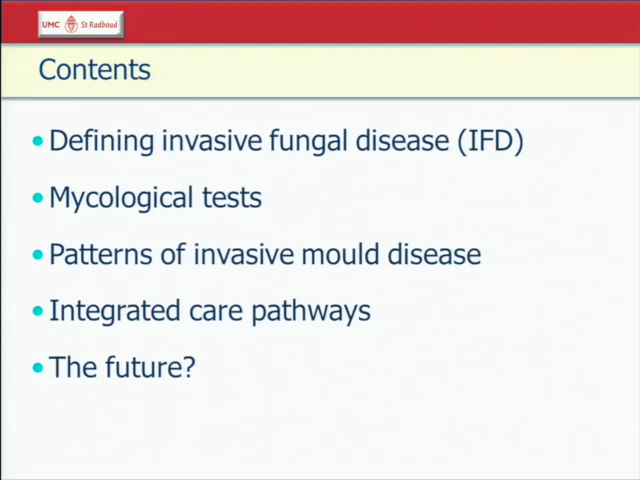 UMC St Radboud
Contents
• Defining invasive fungal disease (IFD)
• Mycological tests
• Patterns of invasive mould disease
• Integrated care pathways
• The future?